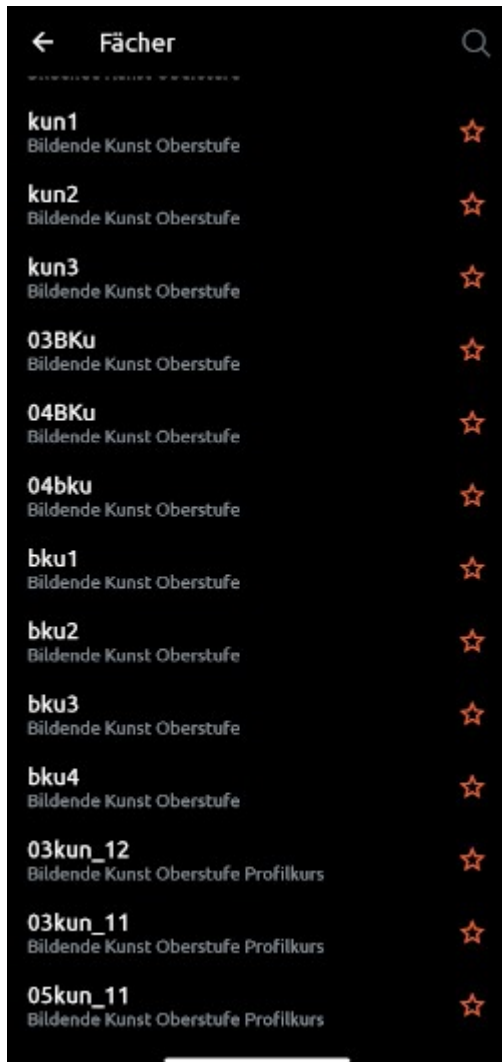 Fächer
kun1
Bildende Kunst Oberstufe
kun2
Bildende Kunst Oberstufe
kun3
Bildende Kunst Oberstufe
03BKu
Bildende Kunst Oberstufe
04BKu
Bildende Kunst Oberstufe
04bku
Bildende Kunst Oberstufe
bku1
Bildende Kunst Oberstufe
bku2
Bildende Kunst Oberstufe
bku3
Bildende Kunst Oberstufe
bku4
Bildende Kunst Oberstufe
03kun_12
Bildende Kunst Oberstufe Profilkurs
03kun_11
Bildende Kunst Oberstufe Profilkurs
05kun_11
Bildende Kunst Oberstufe Profilkurs